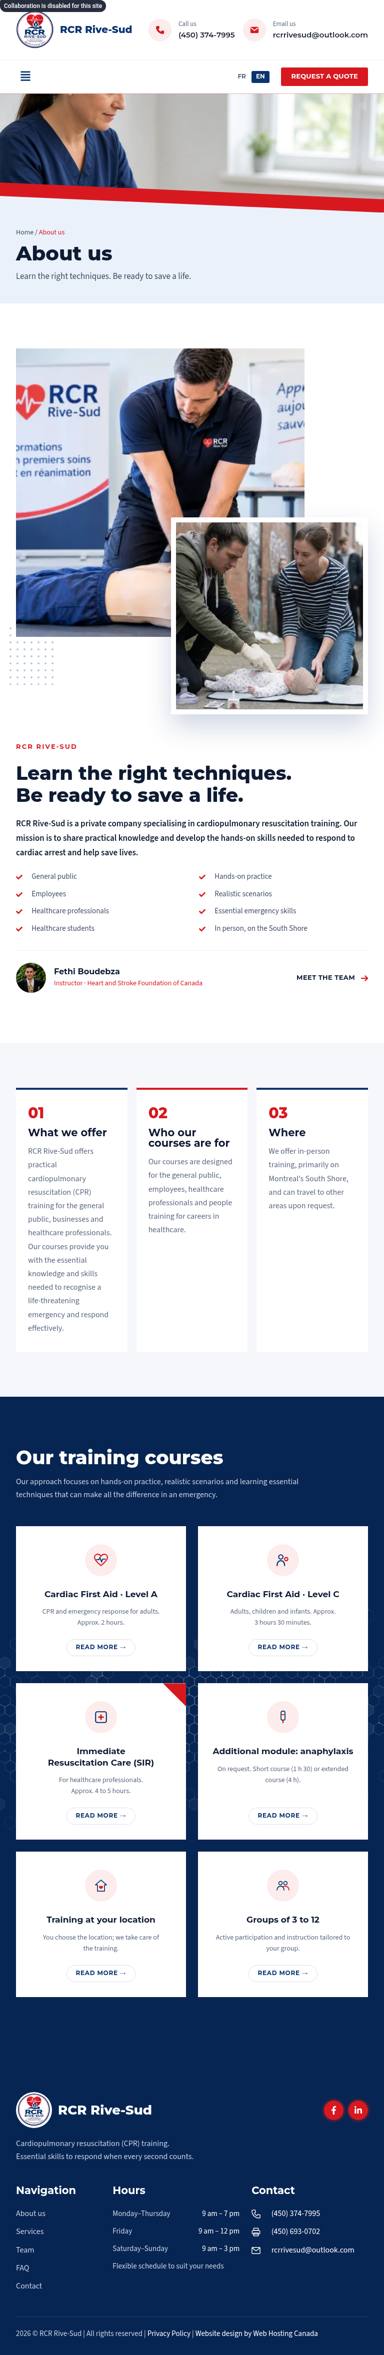 Collaboration is disabled for this site
RCR
RIVE-SUD
RCR Rive-Sud
Call us
(450) 374-7995
Email us
rcrrivesud@outlook.com
FR EN
REQUEST A QUOTE
Home / About us
About us
Learn the right techniques. Be ready to save a life.
RCR
Rive-Sud
RCR
ormations
n premiers soins
t en réanimation
RCR RIVE-SUD
Learn the right techniques.
Be ready to save a life.
RCR Rive-Sud is a private company specialising in cardiopulmonary resuscitation training. Our
mission is to share practical knowledge and develop the hands-on skills needed to respond to
cardiac arrest and help save lives.
General public
Hands-on practice
Employees
Realistic scenarios
Healthcare professionals
Essential emergency skills
Healthcare students
In person, on the South Shore
Fethi Boudebza
Instructor · Heart and Stroke Foundation of Canada
MEET THE TEAM →
01
What we offer
RCR Rive-Sud offers
practical
cardiopulmonary
resuscitation (CPR)
training for the general
public, businesses and
healthcare professionals.
Our courses provide you
with the essential
knowledge and skills
needed to recognise a
life-threatening
emergency and respond
effectively.
02
Who our
courses are for
Our courses are designed
for the general public,
employees, healthcare
professionals and people
training for careers in
healthcare.
03
Where
We offer in-person
training, primarily on
Montreal's South Shore,
and can travel to other
areas upon request.
Our training courses
Our approach focuses on hands-on practice, realistic scenarios and learning essential
techniques that can make all the difference in an emergency.
Cardiac First Aid · Level A
CPR and emergency response for adults.
Approx. 2 hours.
READ MORE →
Cardiac First Aid · Level C
Adults, children and infants. Approx.
3 hours 30 minutes.
READ MORE →
Immediate
Resuscitation Care (SIR)
For healthcare professionals.
Approx. 4 to 5 hours.
READ MORE →
Additional module: anaphylaxis
On request. Short course (1 h 30) or extended
course (4 h).
READ MORE →
Training at your location
You choose the location; we take care of
the training.
READ MORE →
Groups of 3 to 12
Active participation and instruction tailored to
your group.
READ MORE →
RCR
RIVE-SUD
RCR Rive-Sud
Cardiopulmonary resuscitation (CPR) training.
Essential skills to respond when every second counts.
Navigation
About us
Services
Team
FAQ
Contact
Hours
Monday–Thursday 9 am – 7 pm
Friday 9 am – 12 pm
Saturday–Sunday 9 am – 3 pm
Flexible schedule to suit your needs
Contact
(450) 374-7995
(450) 693-0702
rcrrivesud@outlook.com
2026 © RCR Rive-Sud | All rights reserved | Privacy Policy | Website design by Web Hosting Canada